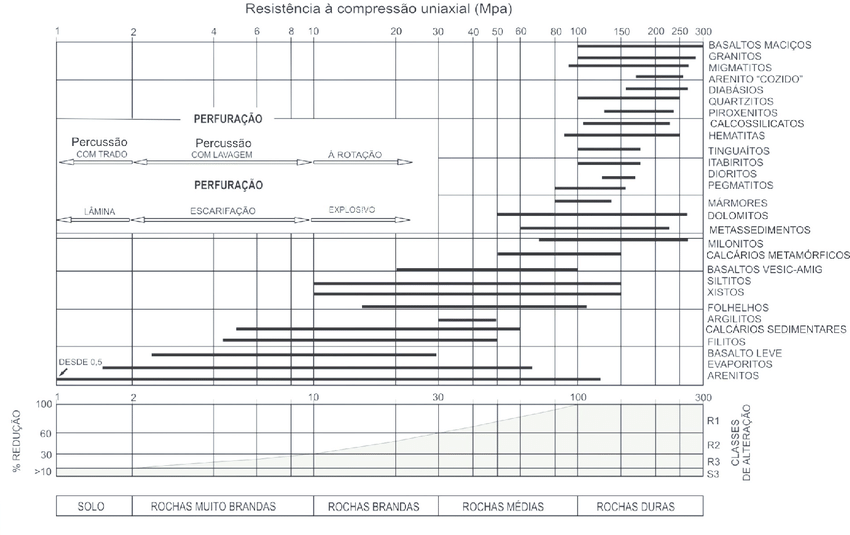 Resistência à compressão uniaxial (Mpa)
1 2 4 6 8 10 20 30 40 50 60 80 100 150 200 250 300
BASALTOS MACIÇOS
GRANITOS
MIGMATITOS
ARENITO "COZIDO"
DIABÁSIOS
QUARTZITOS
PIROXENITOS
CALCOSSILICATOS
HEMATITAS
TINGUAÍTOS
ITABIRITOS
DIORITOS
PEGMATITOS
MÁRMORES
DOLOMITOS
METASSEDIMENTOS
MILONITOS
CALCÁRIOS METAMÓRFICOS
BASALTOS VESIC-AMIG
SILTITOS
XISTOS
FOLHELHOS
ARGILITOS
CALCÁRIOS SEDIMENTARES
FILITOS
BASALTO LEVE
EVAPORITOS
ARENITOS
PERFURAÇÃO
Percussão
COM TRADO
Percussão
COM LAVAGEM
À ROTAÇÃO
PERFURAÇÃO
LÂMINA
ESCARIFAÇÃO
EXPLOSIVO
DESDE 0,5
1 2 10 30 100 300
% REDUÇÃO
100
60
30
>10
R1
R2
R3
S3
CLASSES
DE ALTERAÇÃO
SOLO
ROCHAS MUITO BRANDAS
ROCHAS BRANDAS
ROCHAS MÉDIAS
ROCHAS DURAS